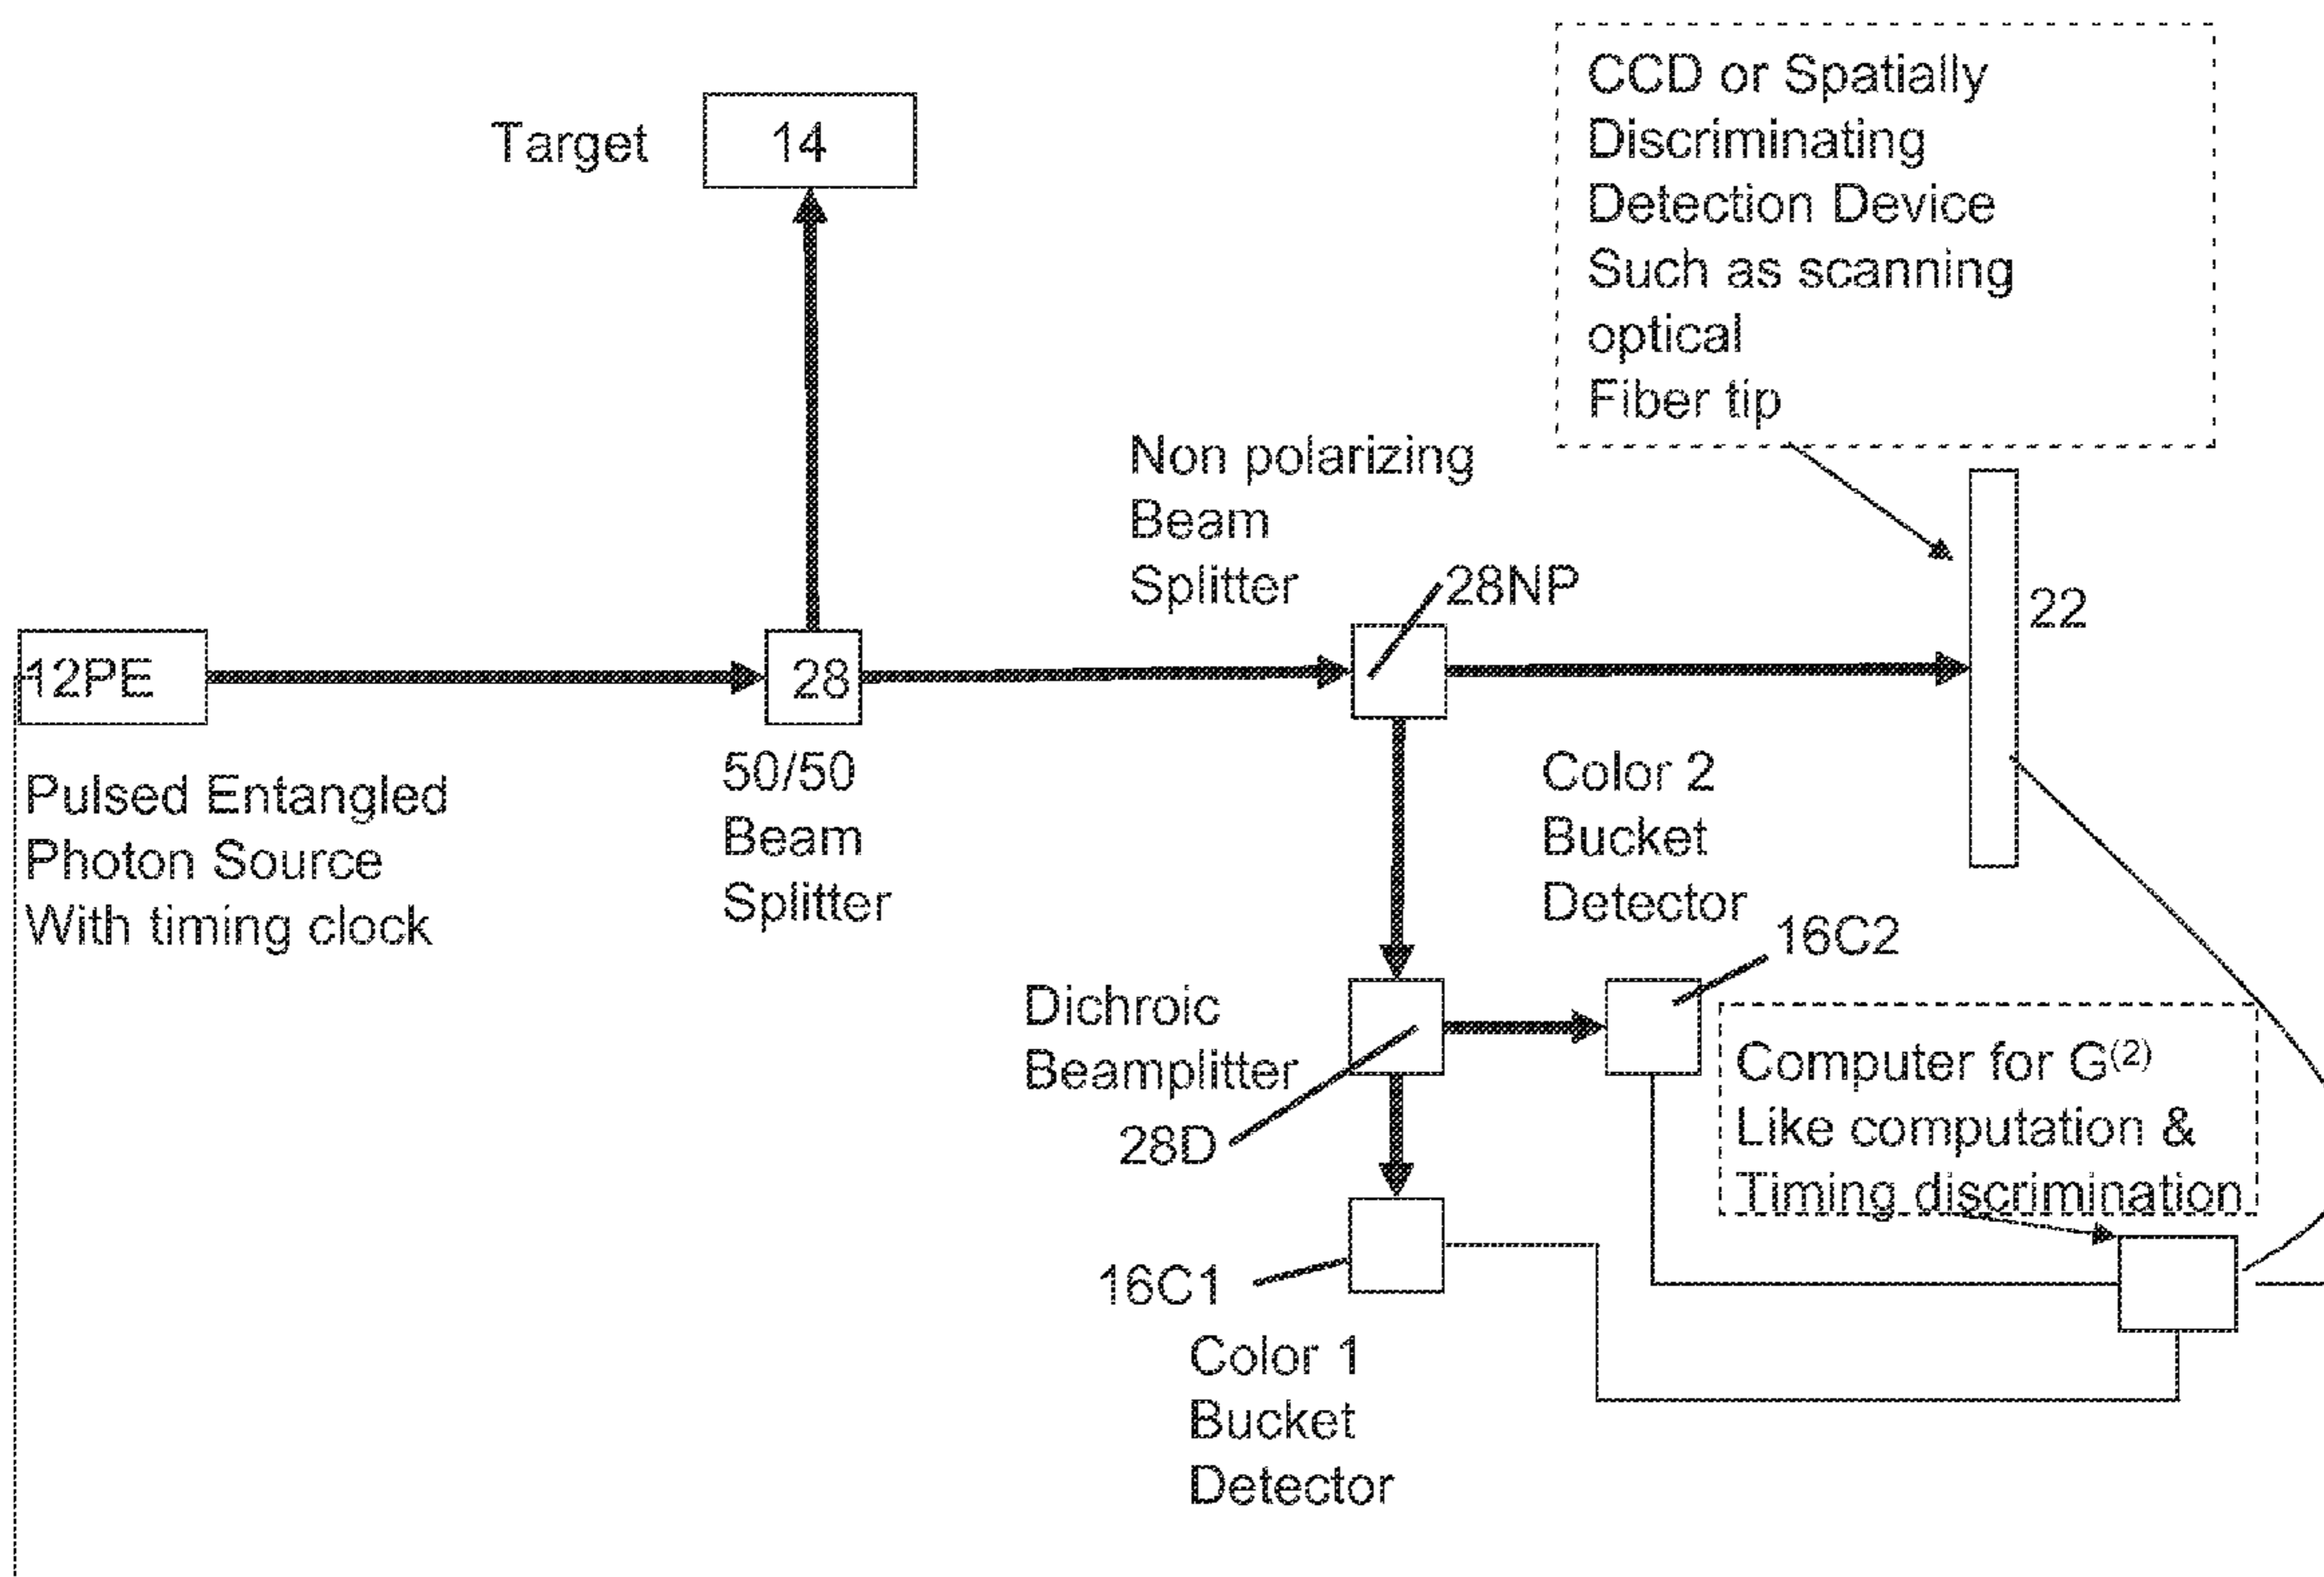 CCD or Spatially
Discriminating
Detection Device
Such as scanning
optical
Fiber tip
Target
14
Non polarizing
Beam
Splitter
28NP
22
12PE
28
Pulsed Entangled
Photon Source
With timing clock
50/50
Beam
Splitter
Color 2
Bucket
Detector
16C2
Dichroic
Beamplitter
28D
Computer for G(2)
Like computation &
Timing discrimination
16C1
Color 1
Bucket
Detector